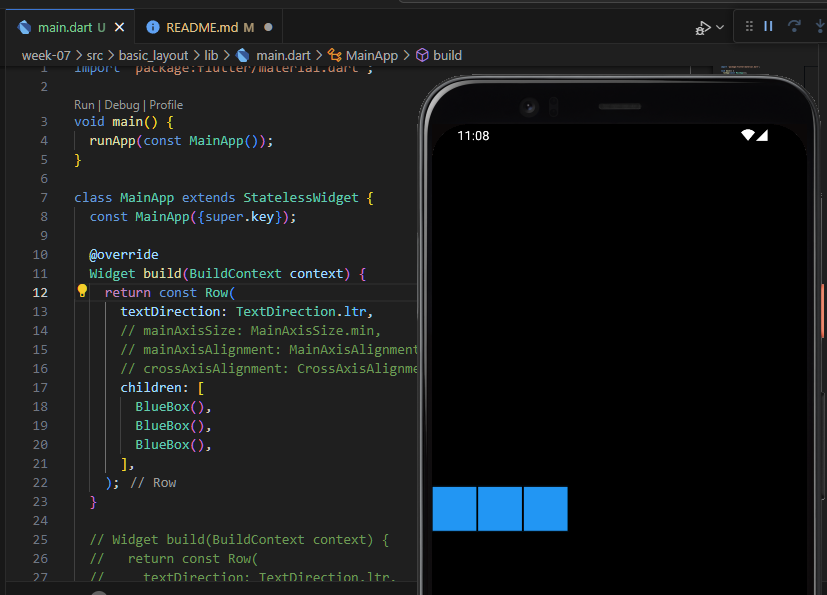 main.dart U
README.md M
week-07 > src > basic_layout > lib > main.dart > MainApp > build
1 import 'package:flutter/material.dart';
2
Run | Debug | Profile
3 void main() {
4 runApp(const MainApp());
5 }
6
7 class MainApp extends StatelessWidget {
8 const MainApp({super.key});
9
10 @override
11 Widget build(BuildContext context) {
12 return const Row(
13 textDirection: TextDirection.ltr,
14 // mainAxisSize: MainAxisSize.min,
15 // mainAxisAlignment: MainAxisAlignment
16 // crossAxisAlignment: CrossAxisAlignme
17 children: [
18 BlueBox(),
19 BlueBox(),
20 BlueBox(),
21 ],
22 ); // Row
23 }
24
25 // Widget build(BuildContext context) {
26 // return const Row(
27 // textDirection: TextDirection.ltr,
11:08